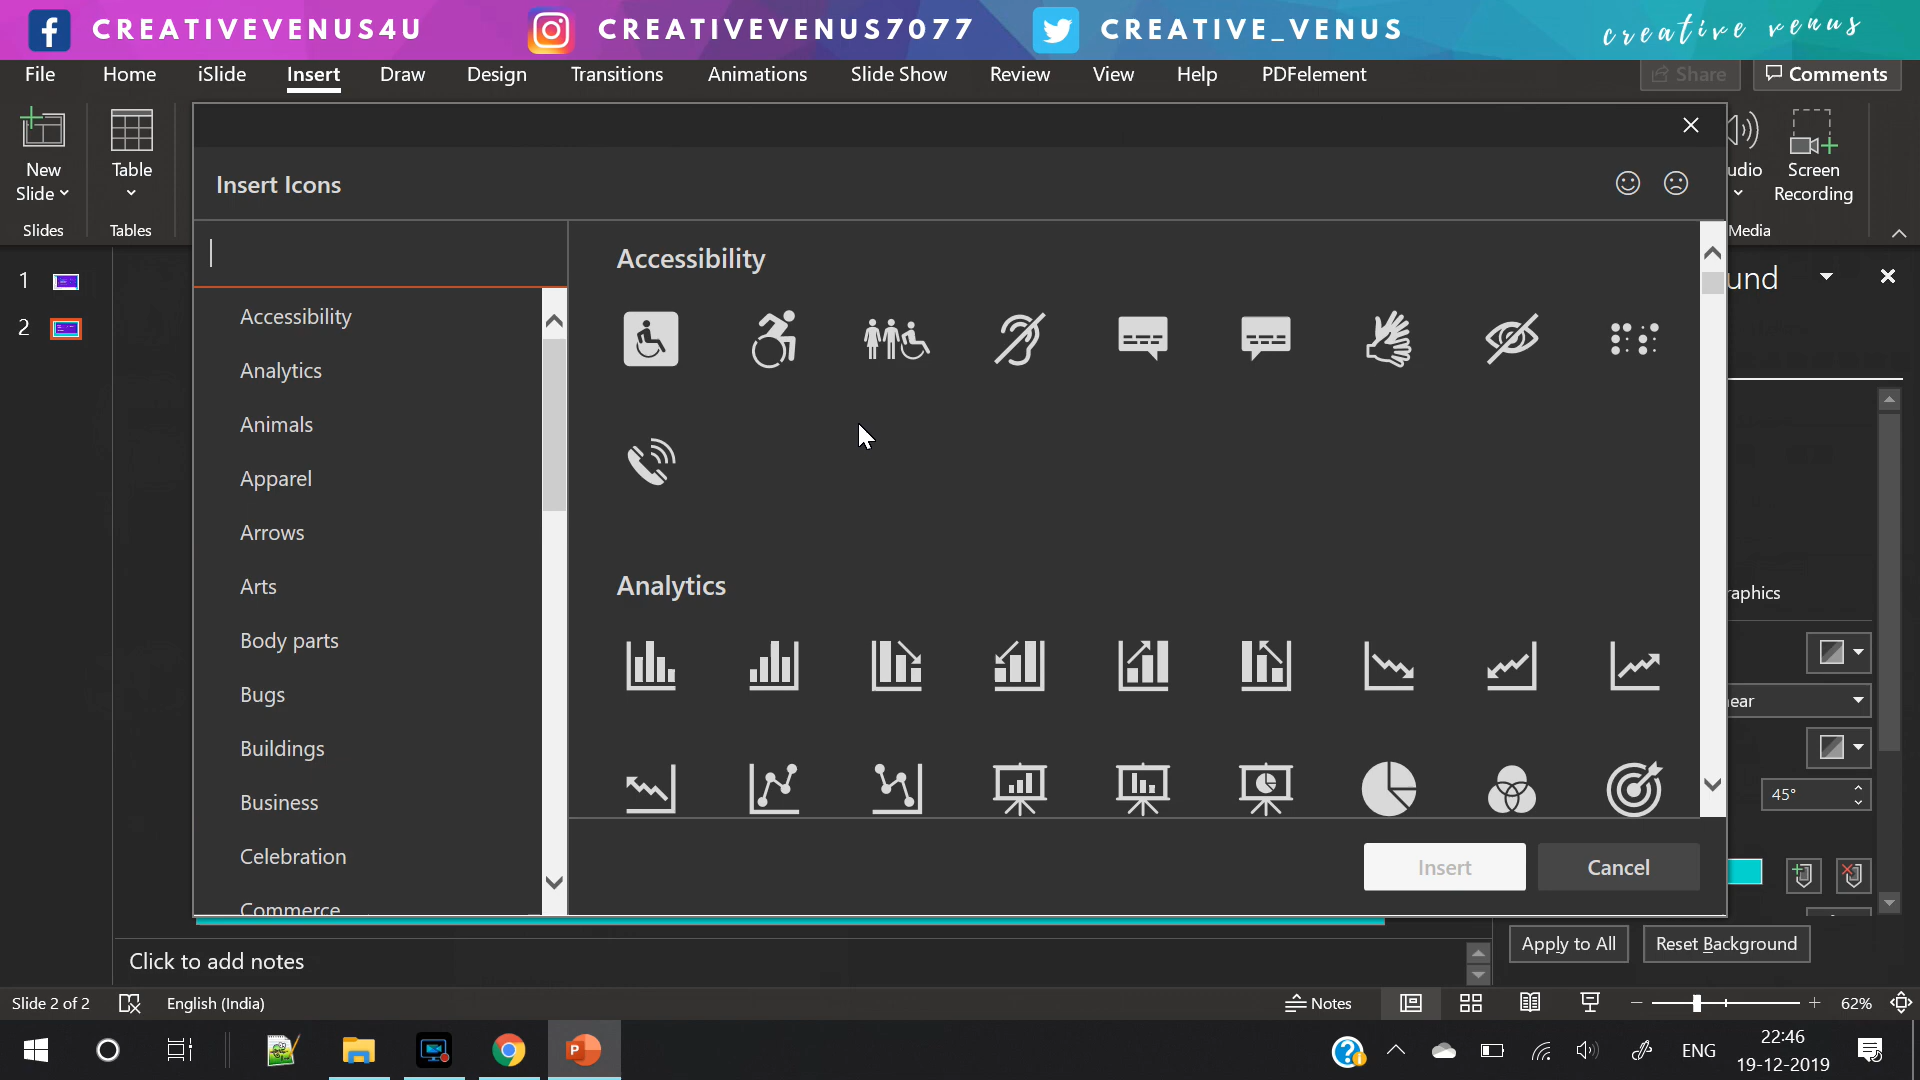 CREATIVEVENUS4U
CREATIVEVENUS7077
CREATIVE_VENUS
creative venus
File Home iSlide Insert Draw Design Transitions Animations Slide Show Review View Help PDFelement
Share
Comments
New
Slide
Slides
Table
Tables
udio
Screen
Recording
Media
Insert Icons
Accessibility
Analytics
Animals
Apparel
Arrows
Arts
Body parts
Bugs
Buildings
Business
Celebration
Commerce
Accessibility
Analytics
Insert
Cancel
1
2
und
raphics
ear
45°
Apply to All
Reset Background
Click to add notes
Slide 2 of 2
English (India)
Notes
62%
P
ENG
22:46
19-12-2019